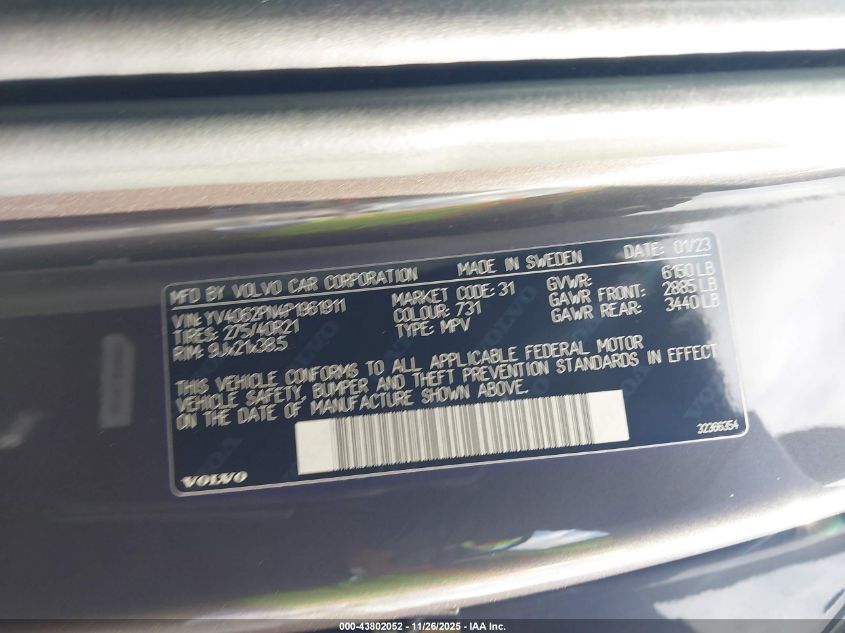 MFD BY VOLVO CAR CORPORATION MADE IN SWEDEN DATE: 01/23
VIN: YV4062PN4P1961911 MARKET CODE: 31 GVWR: 6150 LB
TIRES: 275/40R21 COLOUR: 731 GAWR FRONT: 2885 LB
RIM: 9Jx21x38.5 TYPE: MPV GAWR REAR: 3440 LB
THIS VEHICLE CONFORMS TO ALL APPLICABLE FEDERAL MOTOR
VEHICLE SAFETY, BUMPER AND THEFT PREVENTION STANDARDS IN EFFECT
ON THE DATE OF MANUFACTURE SHOWN ABOVE.
32366354
VOLVO
000-43802052 - 11/26/2025 - IAA Inc.